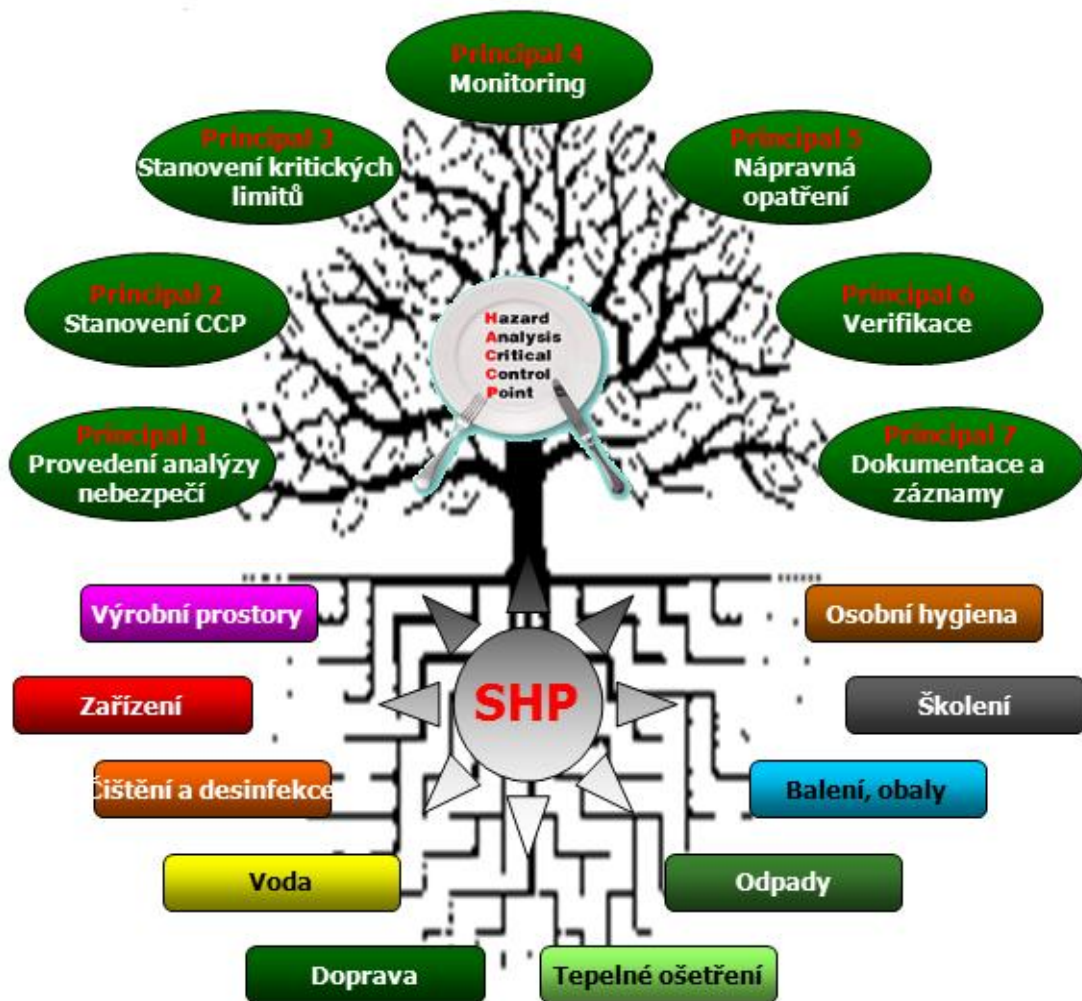 Principal 4
Monitoring
Principal 3
Stanovení kritických
limitů
Principal 5
Nápravná
opatření
Principal 2
Stanovení CCP
Principal 6
Verifikace
Hazard
Analysis
Critical
Control
Point
Principal 1
Provedení analýzy
nebezpečí
Principal 7
Dokumentace a
záznamy
Výrobní prostory
Osobní hygiena
SHP
Zařízení
Školení
Čištění a desinfekce
Balení, obaly
Voda
Odpady
Doprava
Tepelné ošetření